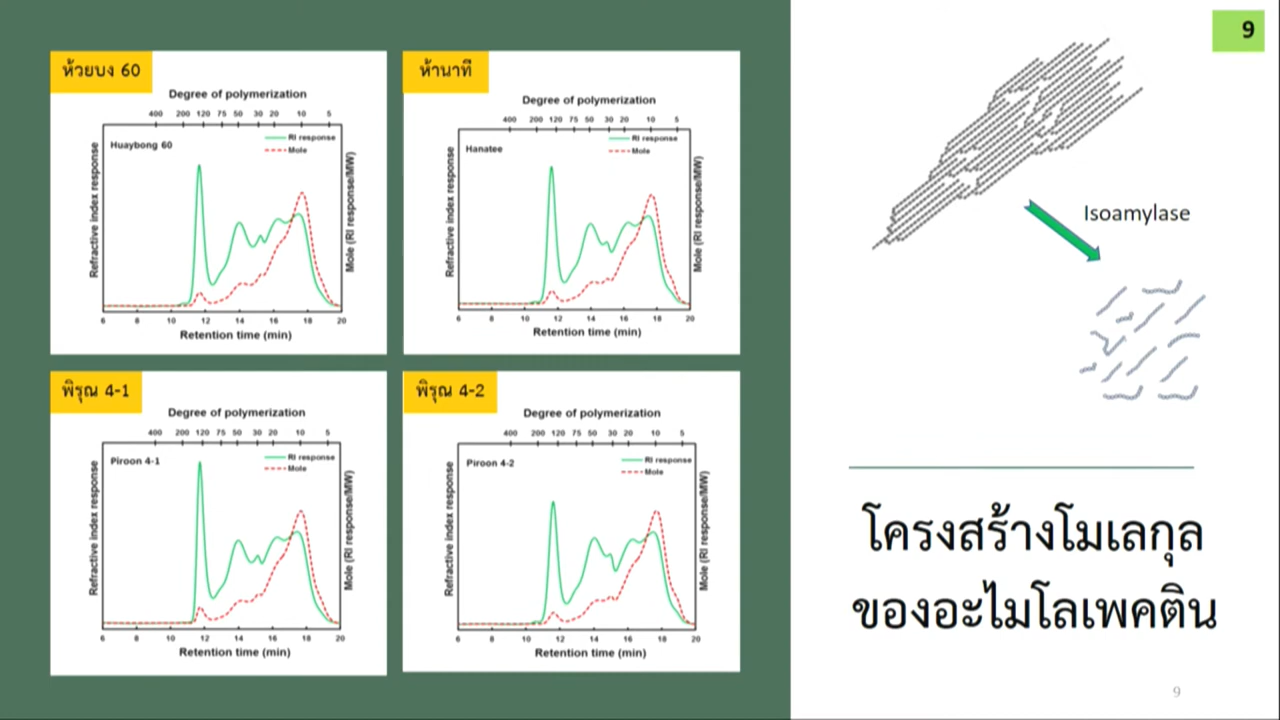 ห้วยบง 60
Degree of polymerization
400 200 120 75 50 30 20 10 5
RI response
Mole
Huaybong 60
Refractive index response
Mole (RI response/MW)
6 8 10 12 14 16 18 20
Retention time (min)
ห้านาที
Degree of polymerization
400 200 120 75 50 30 20 10 5
RI response
Mole
Hanatee
Refractive index response
Mole (RI response/MW)
6 8 10 12 14 16 18 20
Retention time (min)
พิรุณ 4-1
Degree of polymerization
400 200 120 75 50 30 20 10 5
RI response
Mole
Piroon 4-1
Refractive index response
Mole (RI response/MW)
6 8 10 12 14 16 18 20
Retention time (min)
พิรุณ 4-2
Degree of polymerization
400 200 120 75 50 30 20 10 5
RI response
Mole
Piroon 4-2
Refractive index response
Mole (RI response/MW)
6 8 10 12 14 16 18 20
Retention time (min)
9
Isoamylase
โครงสร้างโมเลกุล
ของอะไมโลเพคติน
9